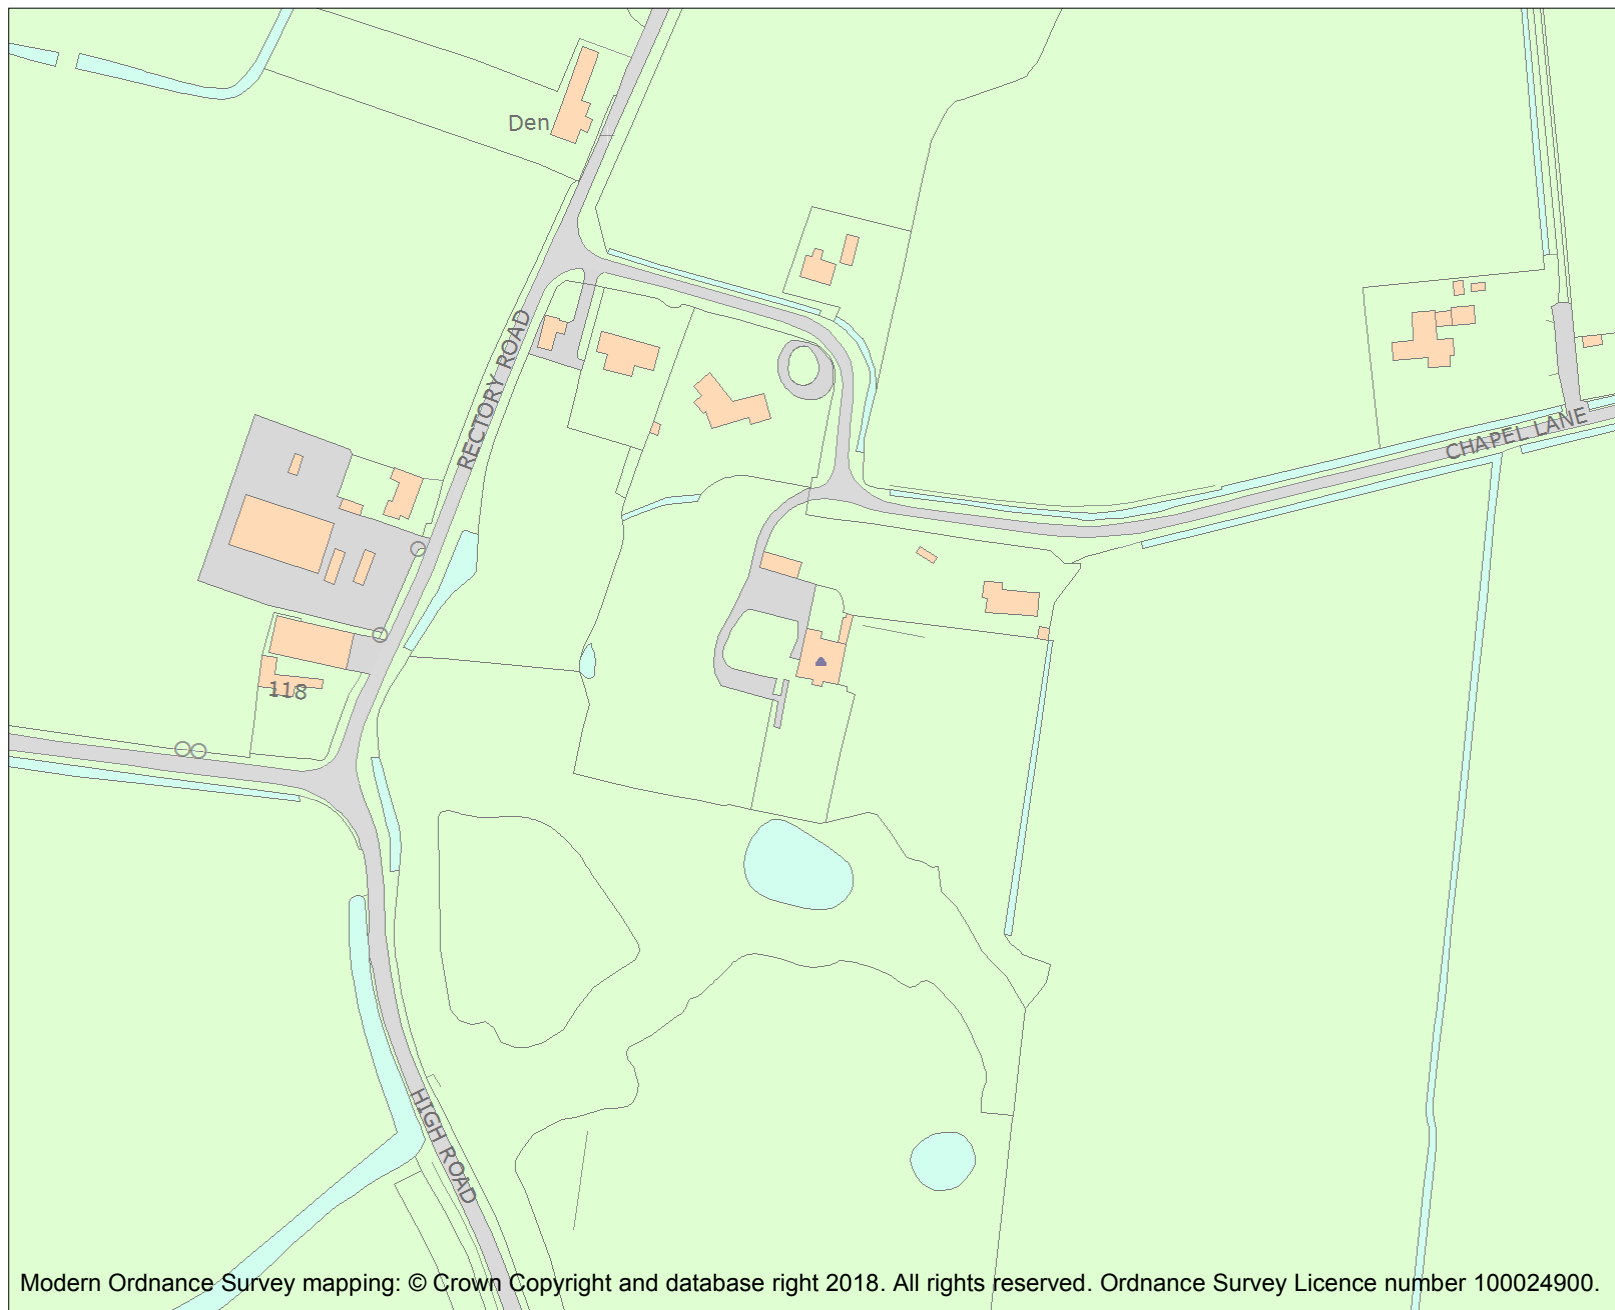 Den
RECTORY ROAD
CHAPEL LANE
118
HIGH ROAD
Modern Ordnance Survey mapping: © Crown Copyright and database right 2018. All rights reserved. Ordnance Survey Licence number 100024900.